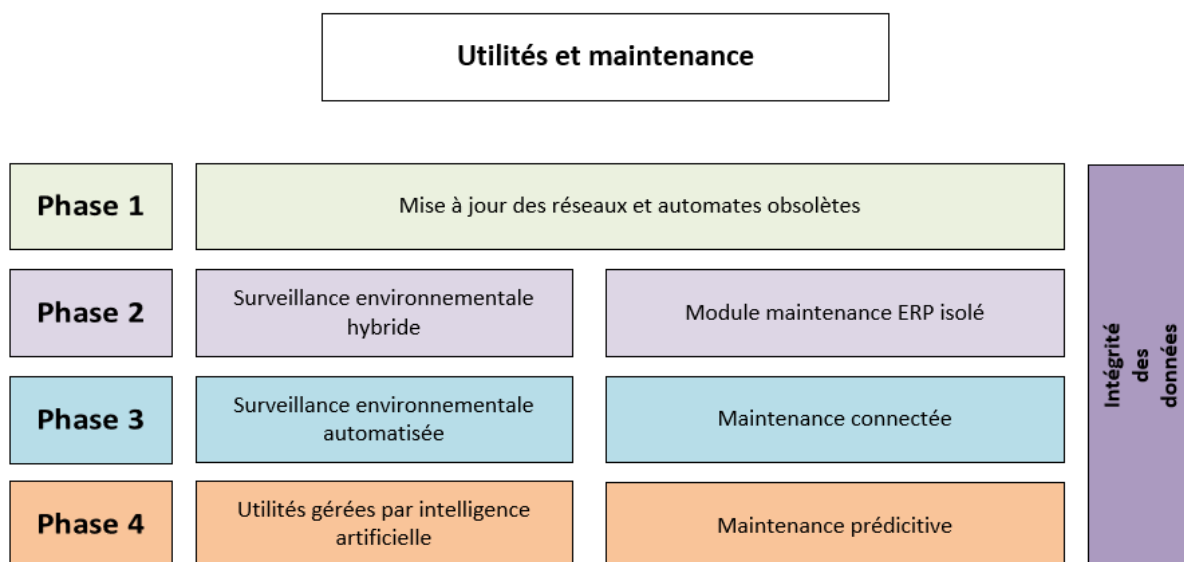 Utilités et maintenance
Phase 1
Mise à jour des réseaux et automates obsolètes
Phase 2
Surveillance environnementale
hybride
Module maintenance ERP isolé
Phase 3
Surveillance environnementale
automatisée
Maintenance connectée
Phase 4
Utilités gérées par intelligence
artificielle
Maintenance prédicitive
Intégrité
des
données